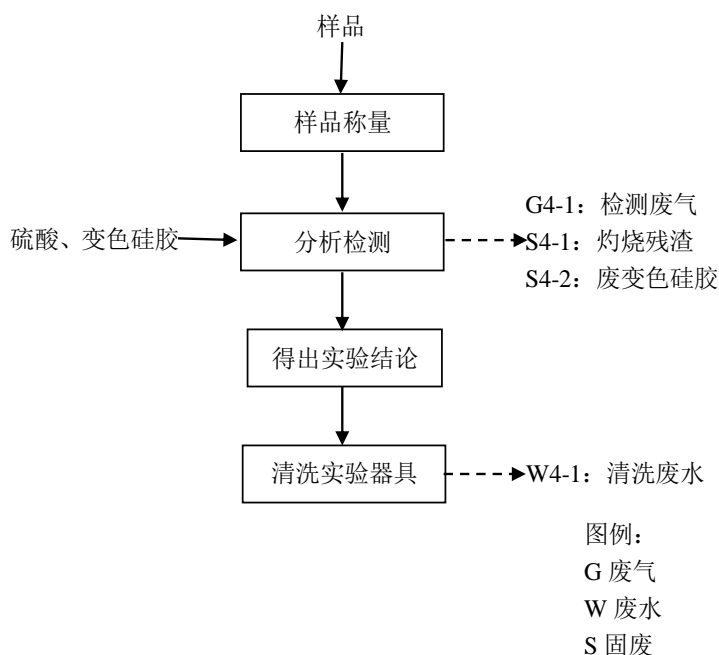 样品
样品称量
硫酸、变色硅胶
分析检测
G4-1：检测废气
S4-1：灼烧残渣
S4-2：废变色硅胶
得出实验结论
清洗实验器具
W4-1：清洗废水
图例：
G 废气
W 废水
S 固废